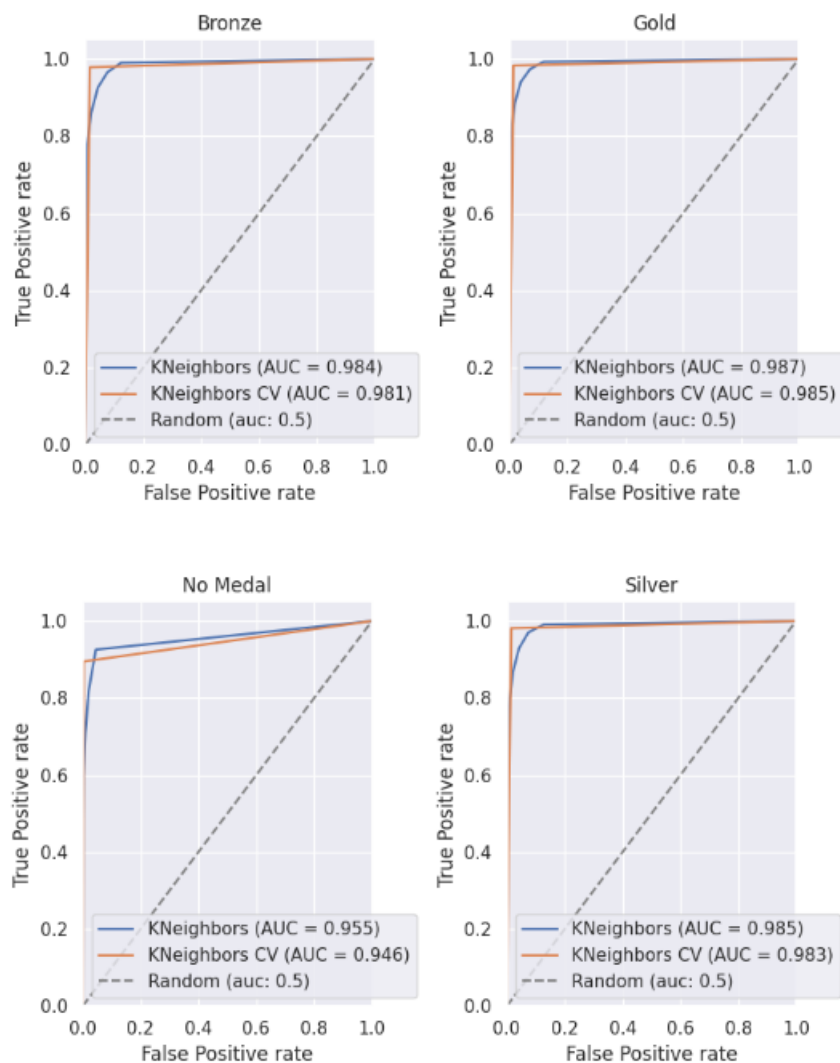 Bronze
True Positive rate
1.0
0.8
0.6
0.4
0.2
0.0
KNeighbors (AUC = 0.984)
KNeighbors CV (AUC = 0.981)
Random (auc: 0.5)
0.0 0.2 0.4 0.6 0.8 1.0
False Positive rate
Gold
True Positive rate
1.0
0.8
0.6
0.4
0.2
0.0
KNeighbors (AUC = 0.987)
KNeighbors CV (AUC = 0.985)
Random (auc: 0.5)
0.0 0.2 0.4 0.6 0.8 1.0
False Positive rate
No Medal
True Positive rate
1.0
0.8
0.6
0.4
0.2
0.0
KNeighbors (AUC = 0.955)
KNeighbors CV (AUC = 0.946)
Random (auc: 0.5)
0.0 0.2 0.4 0.6 0.8 1.0
False Positive rate
Silver
True Positive rate
1.0
0.8
0.6
0.4
0.2
0.0
KNeighbors (AUC = 0.985)
KNeighbors CV (AUC = 0.983)
Random (auc: 0.5)
0.0 0.2 0.4 0.6 0.8 1.0
False Positive rate